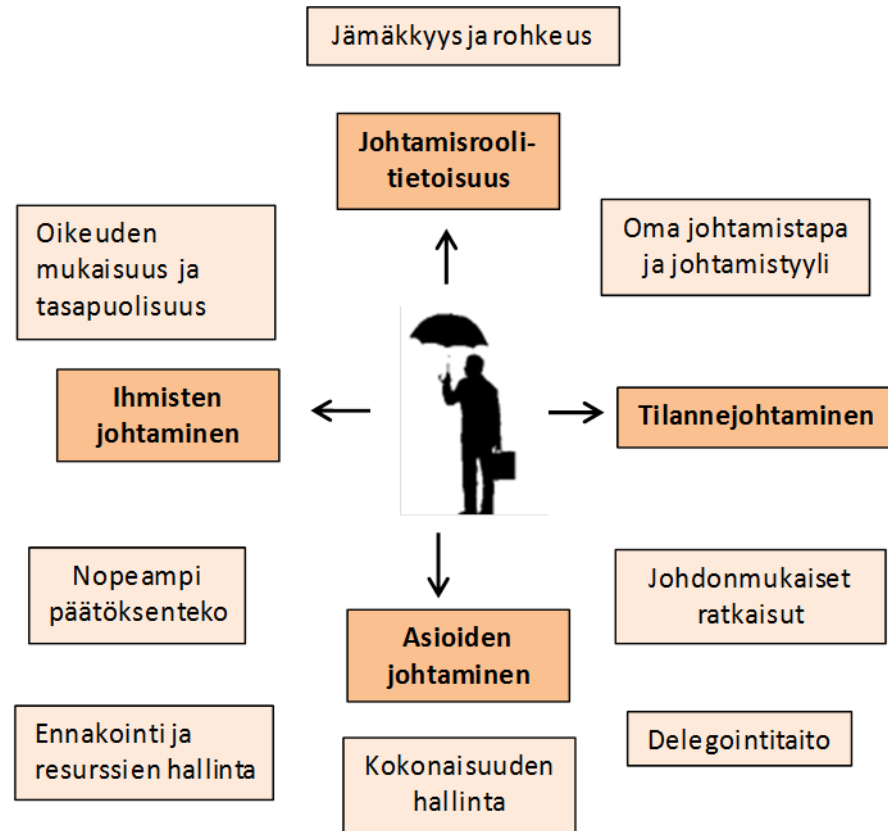 Jämäkkyys ja rohkeus
Johtamisrooli-
tietoisuus
Oikeuden
mukaisuus ja
tasapuolisuus
Oma johtamistapa
ja johtamistyyli
Ihmisten
johtaminen
Tilannejohtaminen
Nopeampi
päätöksenteko
Asioiden
johtaminen
Johdonmukaiset
ratkaisut
Ennakointi ja
resurssien hallinta
Kokonaisuuden
hallinta
Delegointitaito